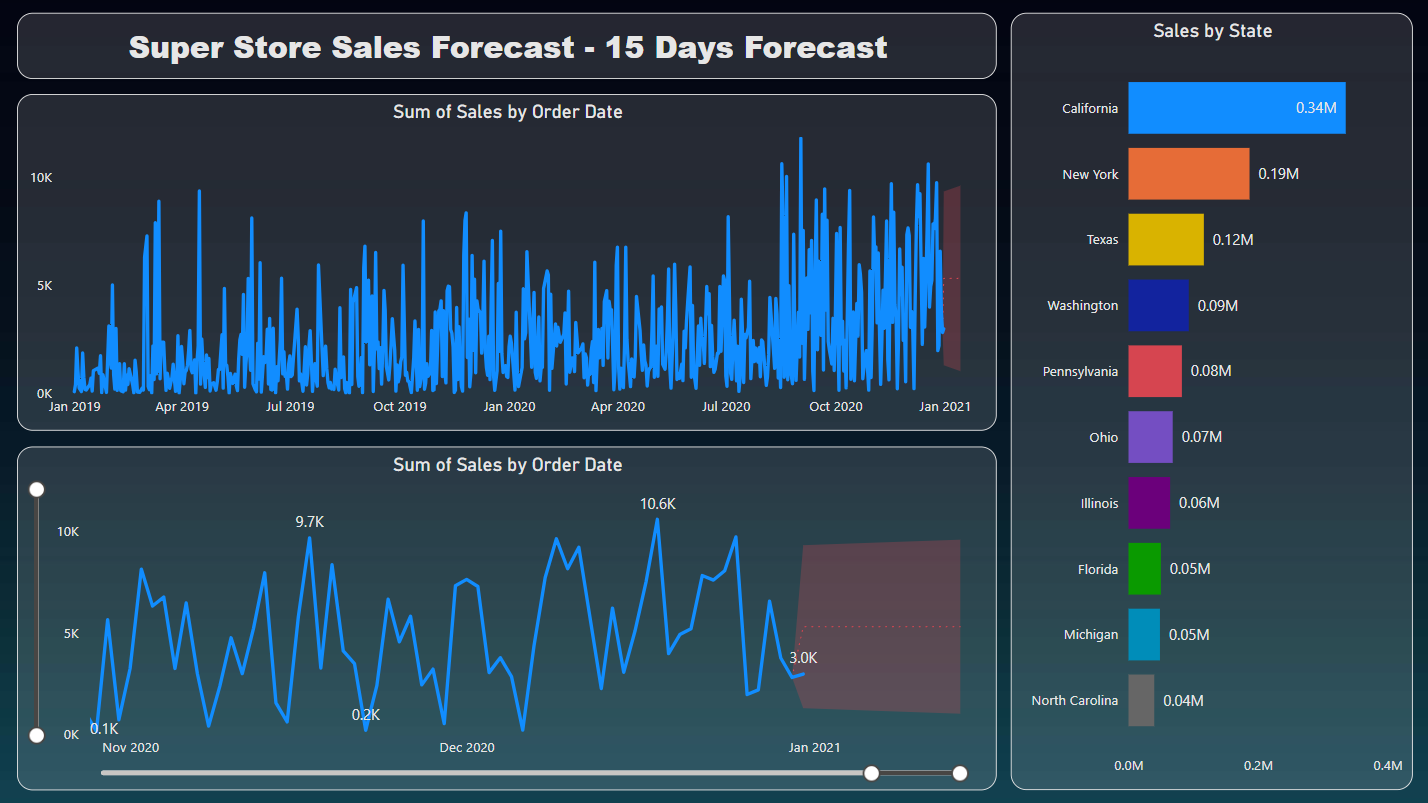 Super Store Sales Forecast - 15 Days Forecast
Sum of Sales by Order Date
10K
5K
0K
Jan 2019 Apr 2019 Jul 2019 Oct 2019 Jan 2020 Apr 2020 Jul 2020 Oct 2020 Jan 2021
Sum of Sales by Order Date
10.6K
9.7K
10K
5K
3.0K
0.2K
0.1K
0K
Nov 2020 Dec 2020 Jan 2021
Sales by State
California 0.34M
New York 0.19M
Texas 0.12M
Washington 0.09M
Pennsylvania 0.08M
Ohio 0.07M
Illinois 0.06M
Florida 0.05M
Michigan 0.05M
North Carolina 0.04M
0.0M 0.2M 0.4M